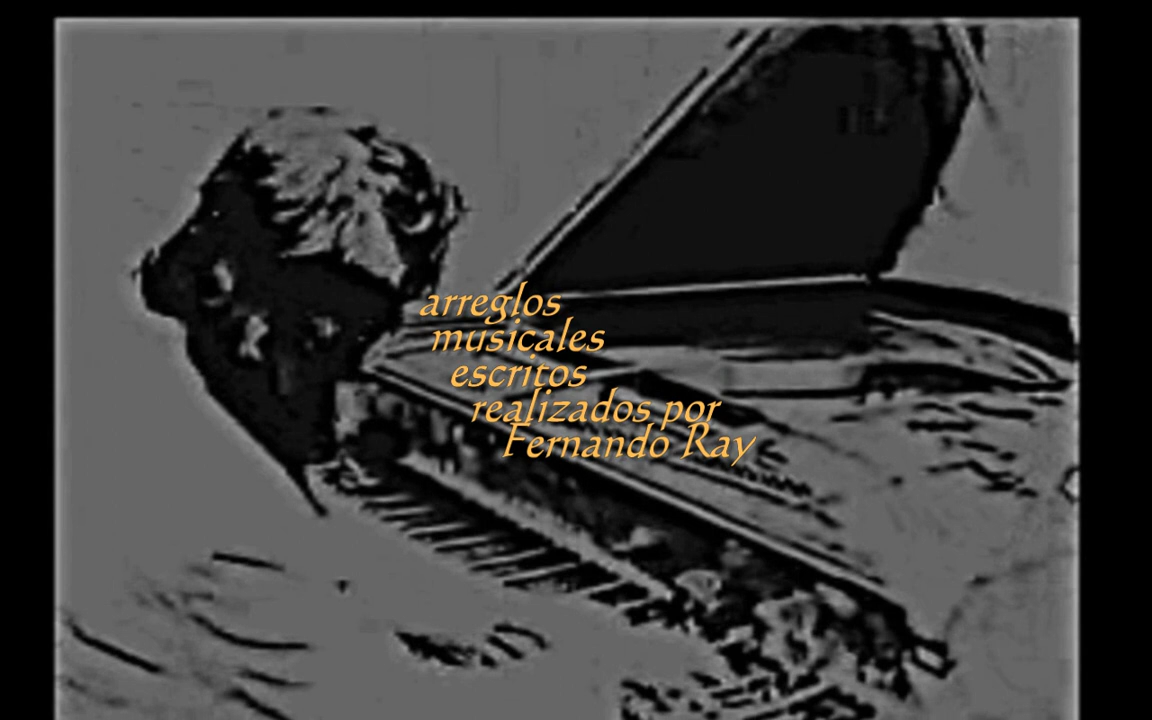 arreglos
musicales
escritos
realizados por
Fernando Ray